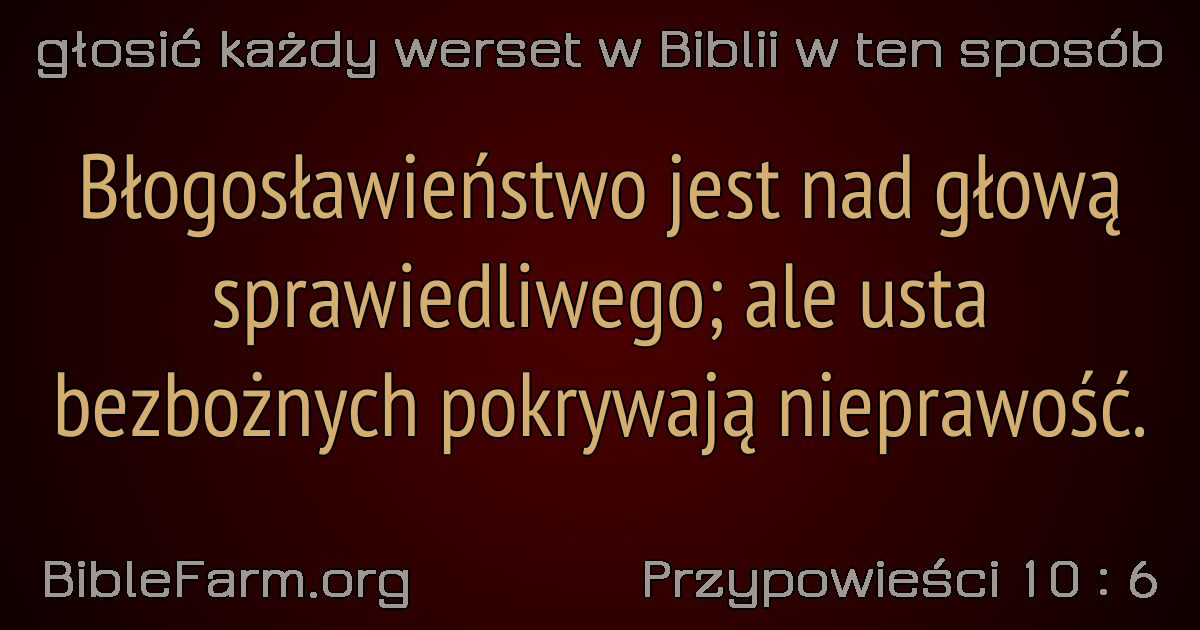 głosić każdy werset w Biblii w ten sposób
Błogosławieństwo jest nad głową
sprawiedliwego; ale usta
bezbożnych pokrywają nieprawość.
BibleFarm.org
Przypowieści 10 : 6